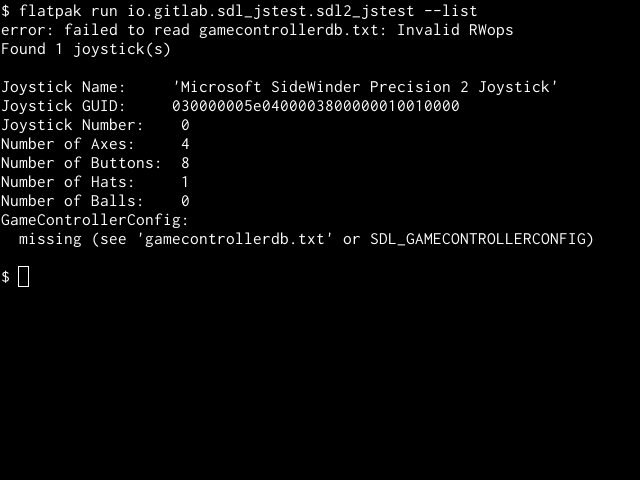 $ flatpak run io.gitlab.sdl_jstest.sdl2_jstest --list
error: failed to read gamecontrollerdb.txt: Invalid RWops
Found 1 joystick(s)

Joystick Name:     'Microsoft SideWinder Precision 2 Joystick'
Joystick GUID:     030000005e0400003800000010010000
Joystick Number:    0
Number of Axes:     4
Number of Buttons:  8
Number of Hats:     1
Number of Balls:    0
GameControllerConfig:
  missing (see 'gamecontrollerdb.txt' or SDL_GAMECONTROLLERCONFIG)

$